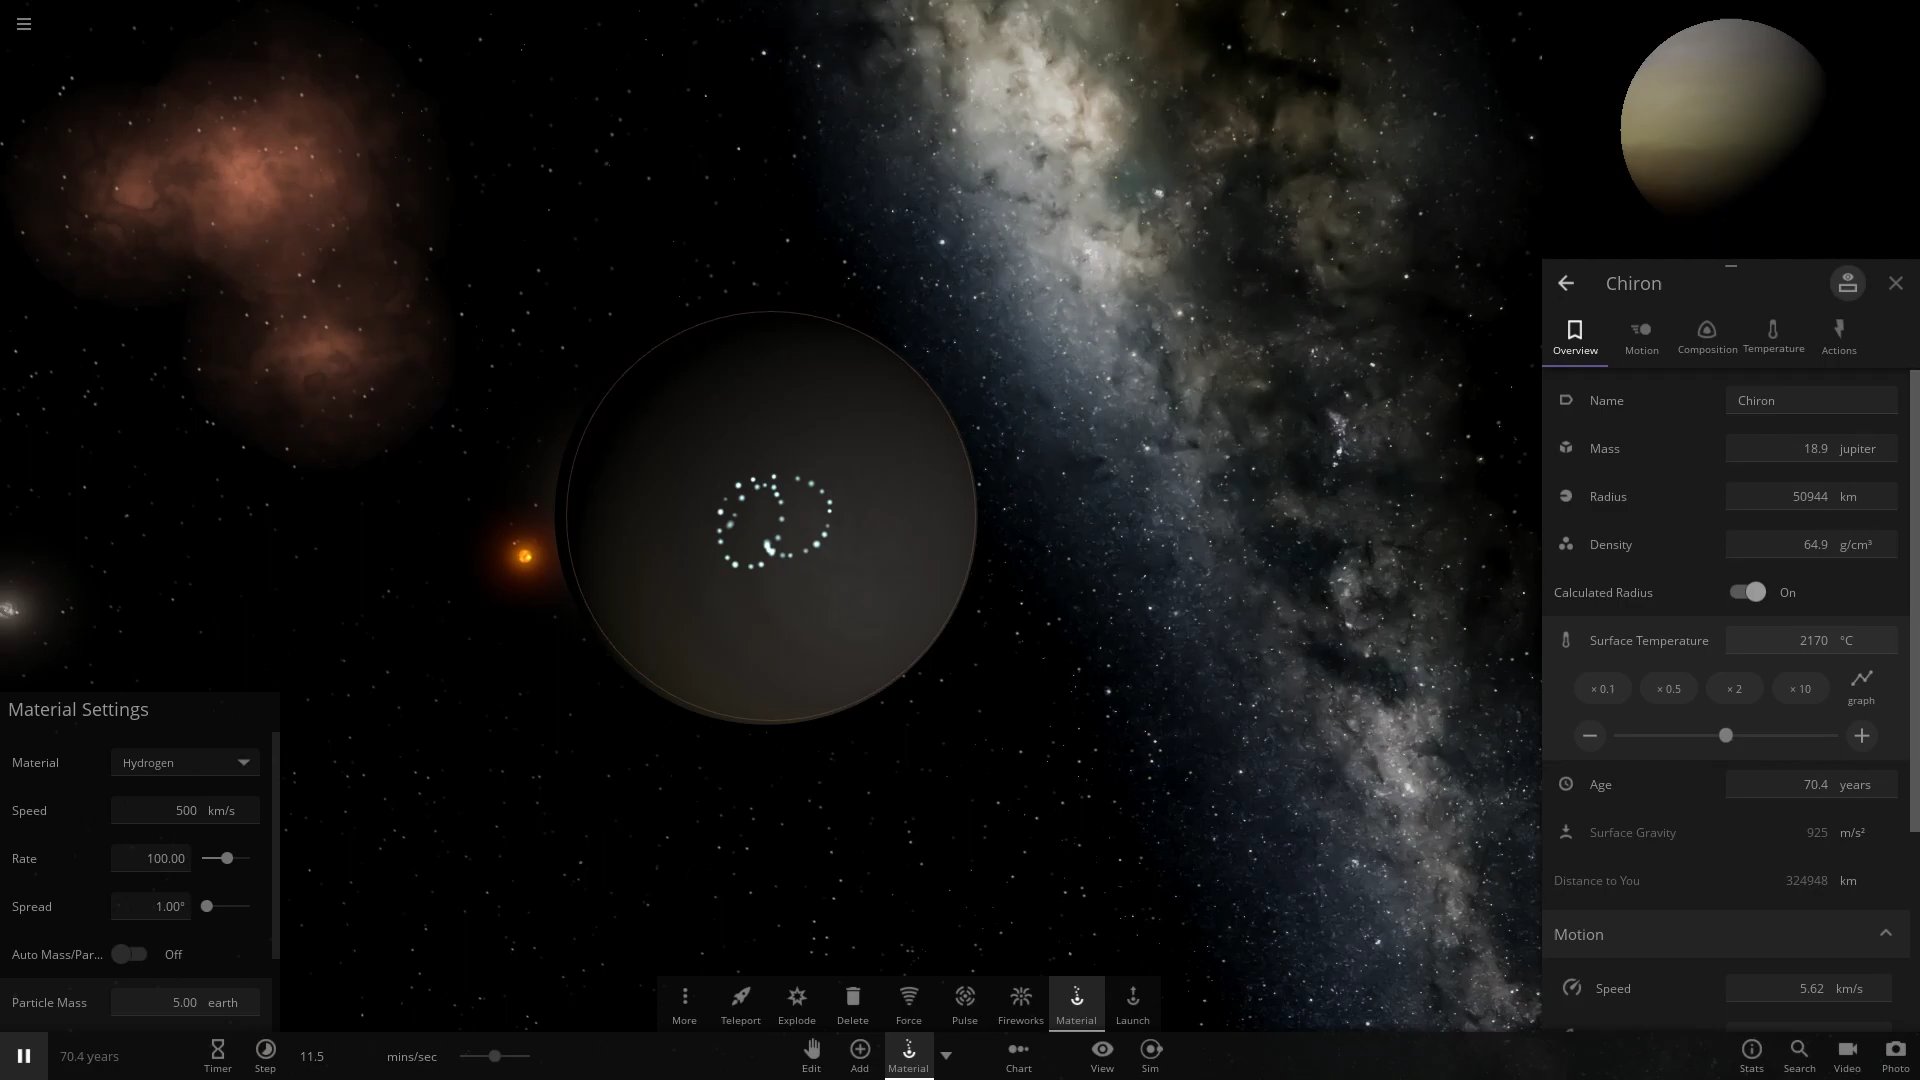 Chiron
Overview
Motion
Composition
Temperature
Actions
Name Chiron
Mass 18.9 jupiter
Radius 50944 km
Density 64.9 g/cm³
Calculated Radius On
Surface Temperature 2170 °C
× 0.1 × 0.5 × 2 × 10 graph
Age 70.4 years
Surface Gravity 925 m/s²
Distance to You 324948 km
Motion
Speed 5.62 km/s
Material Settings
Material Hydrogen
Speed 500 km/s
Rate 100.00
Spread 1.00°
Auto Mass/Par... Off
Particle Mass 5.00 earth
More Teleport Explode Delete Force Pulse Fireworks Material Launch
70.4 years
Timer
Step
11.5 mins/sec
Edit Add Material
Chart
View Sim
Stats Search Video Photo